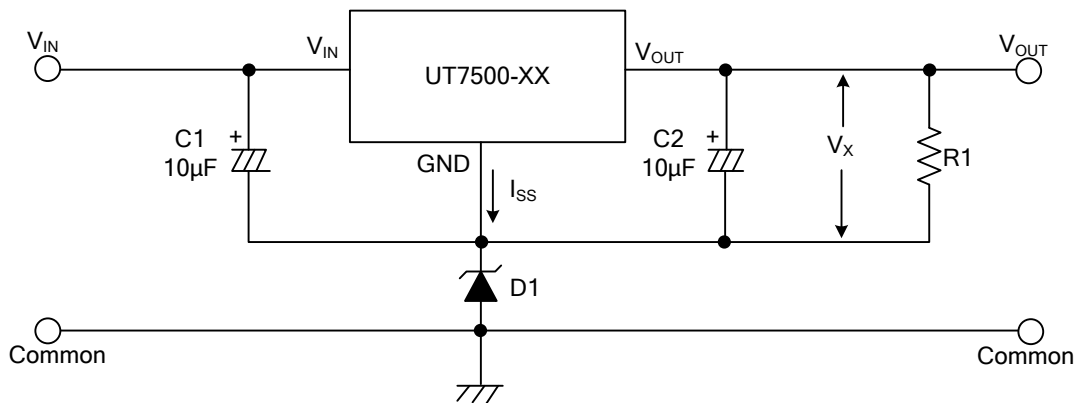 VIN
VIN
UT7500-XX
VOUT
VOUT
C1
+
10µF
GND
ISS
C2
+
10µF
VX
R1
D1
Common
Common